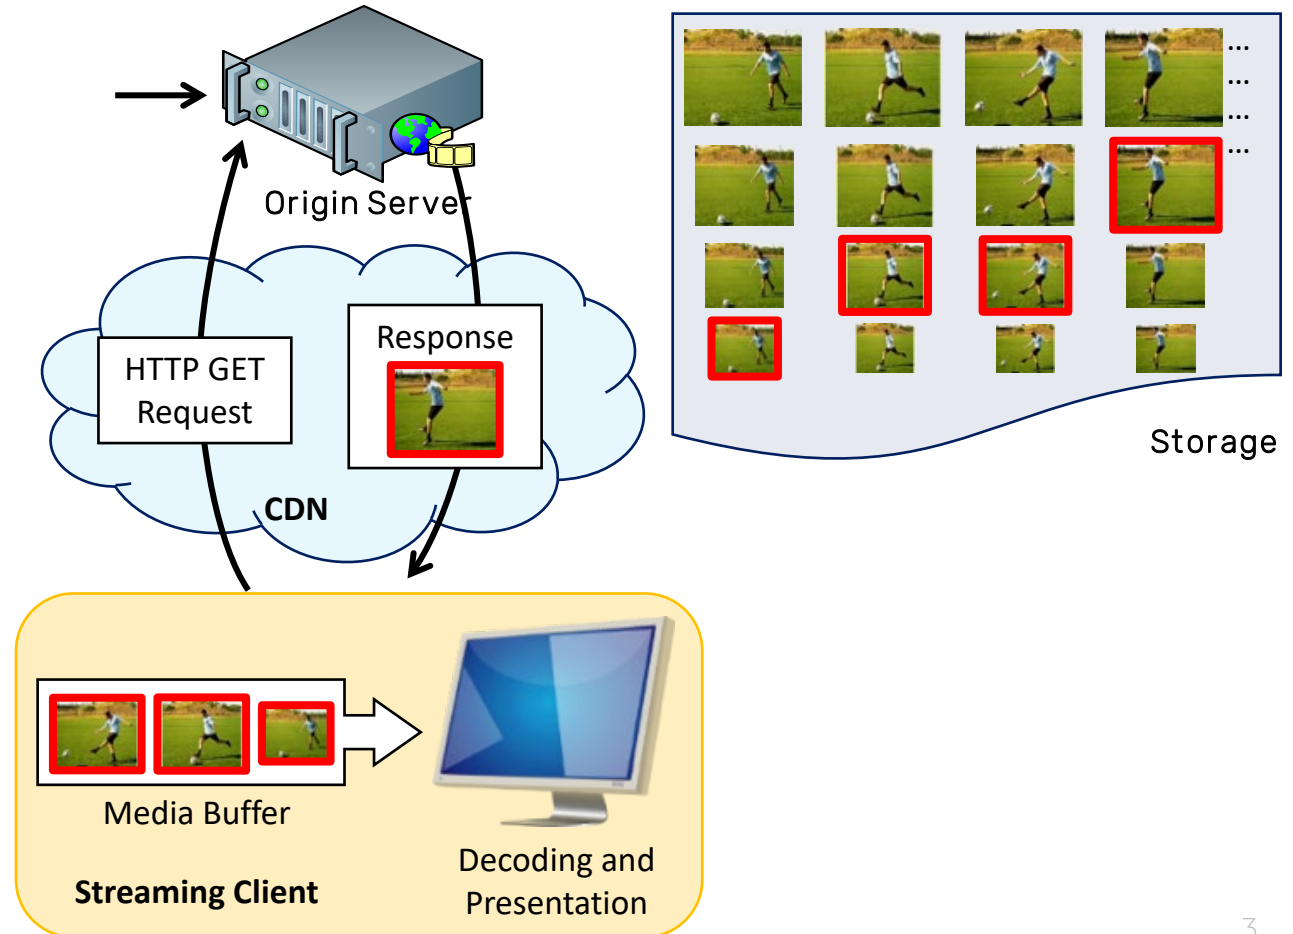 ...
...
...
...
Origin Server
Storage
HTTP GET
Request
Response
CDN
Media Buffer
Streaming Client
Decoding and
Presentation
3